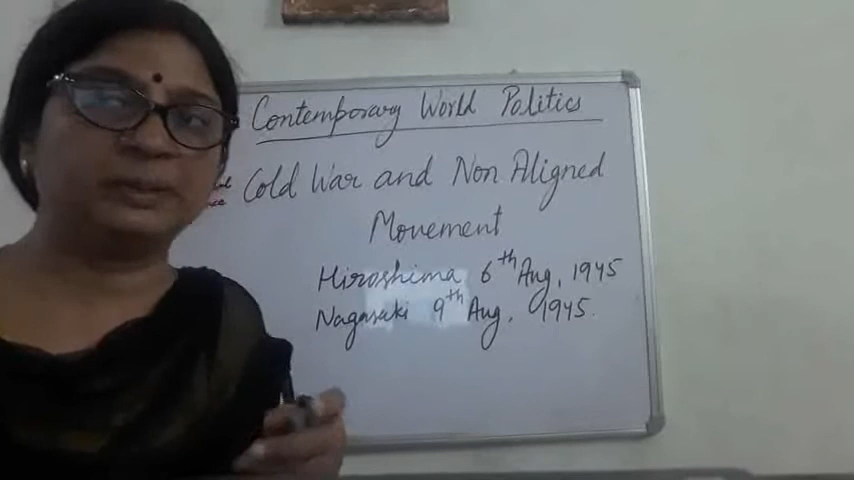 Contemporary World Politics
Cold War and Non Aligned
Movement
Hiroshima 6th Aug, 1945
Nagasaki 9th Aug, 1945.